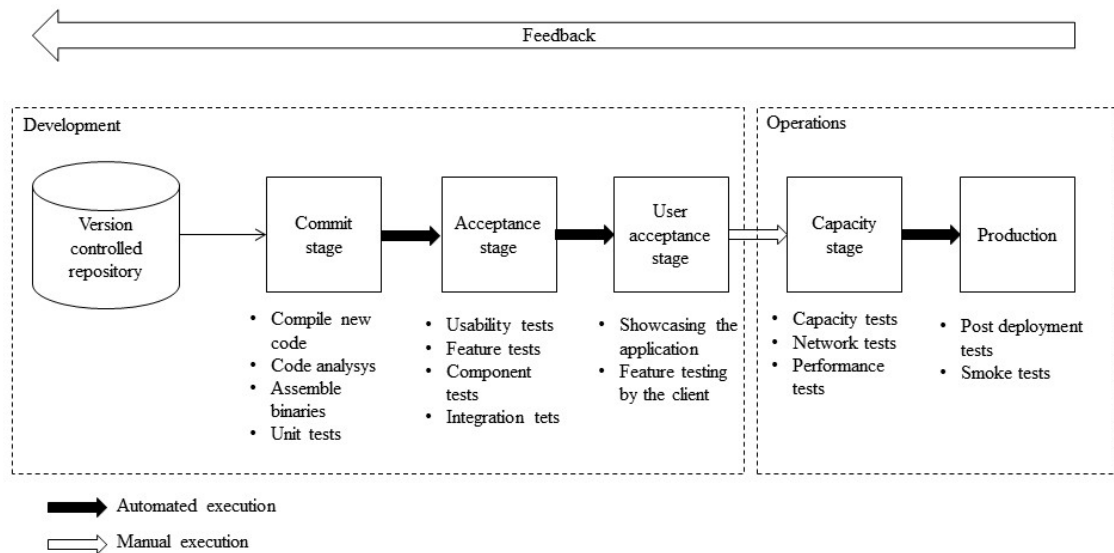 Feedback
Development
Operations
Version
controlled
repository
Commit
stage
Acceptance
stage
User
acceptance
stage
Capacity
stage
Production
• Compile new
code
• Code analysys
• Assemble
binaries
• Unit tests
• Usability tests
• Feature tests
• Component
tests
• Integration tets
• Showcasing the
application
• Feature testing
by the client
• Capacity tests
• Network tests
• Performance
tests
• Post deployment
tests
• Smoke tests
Automated execution
Manual execution